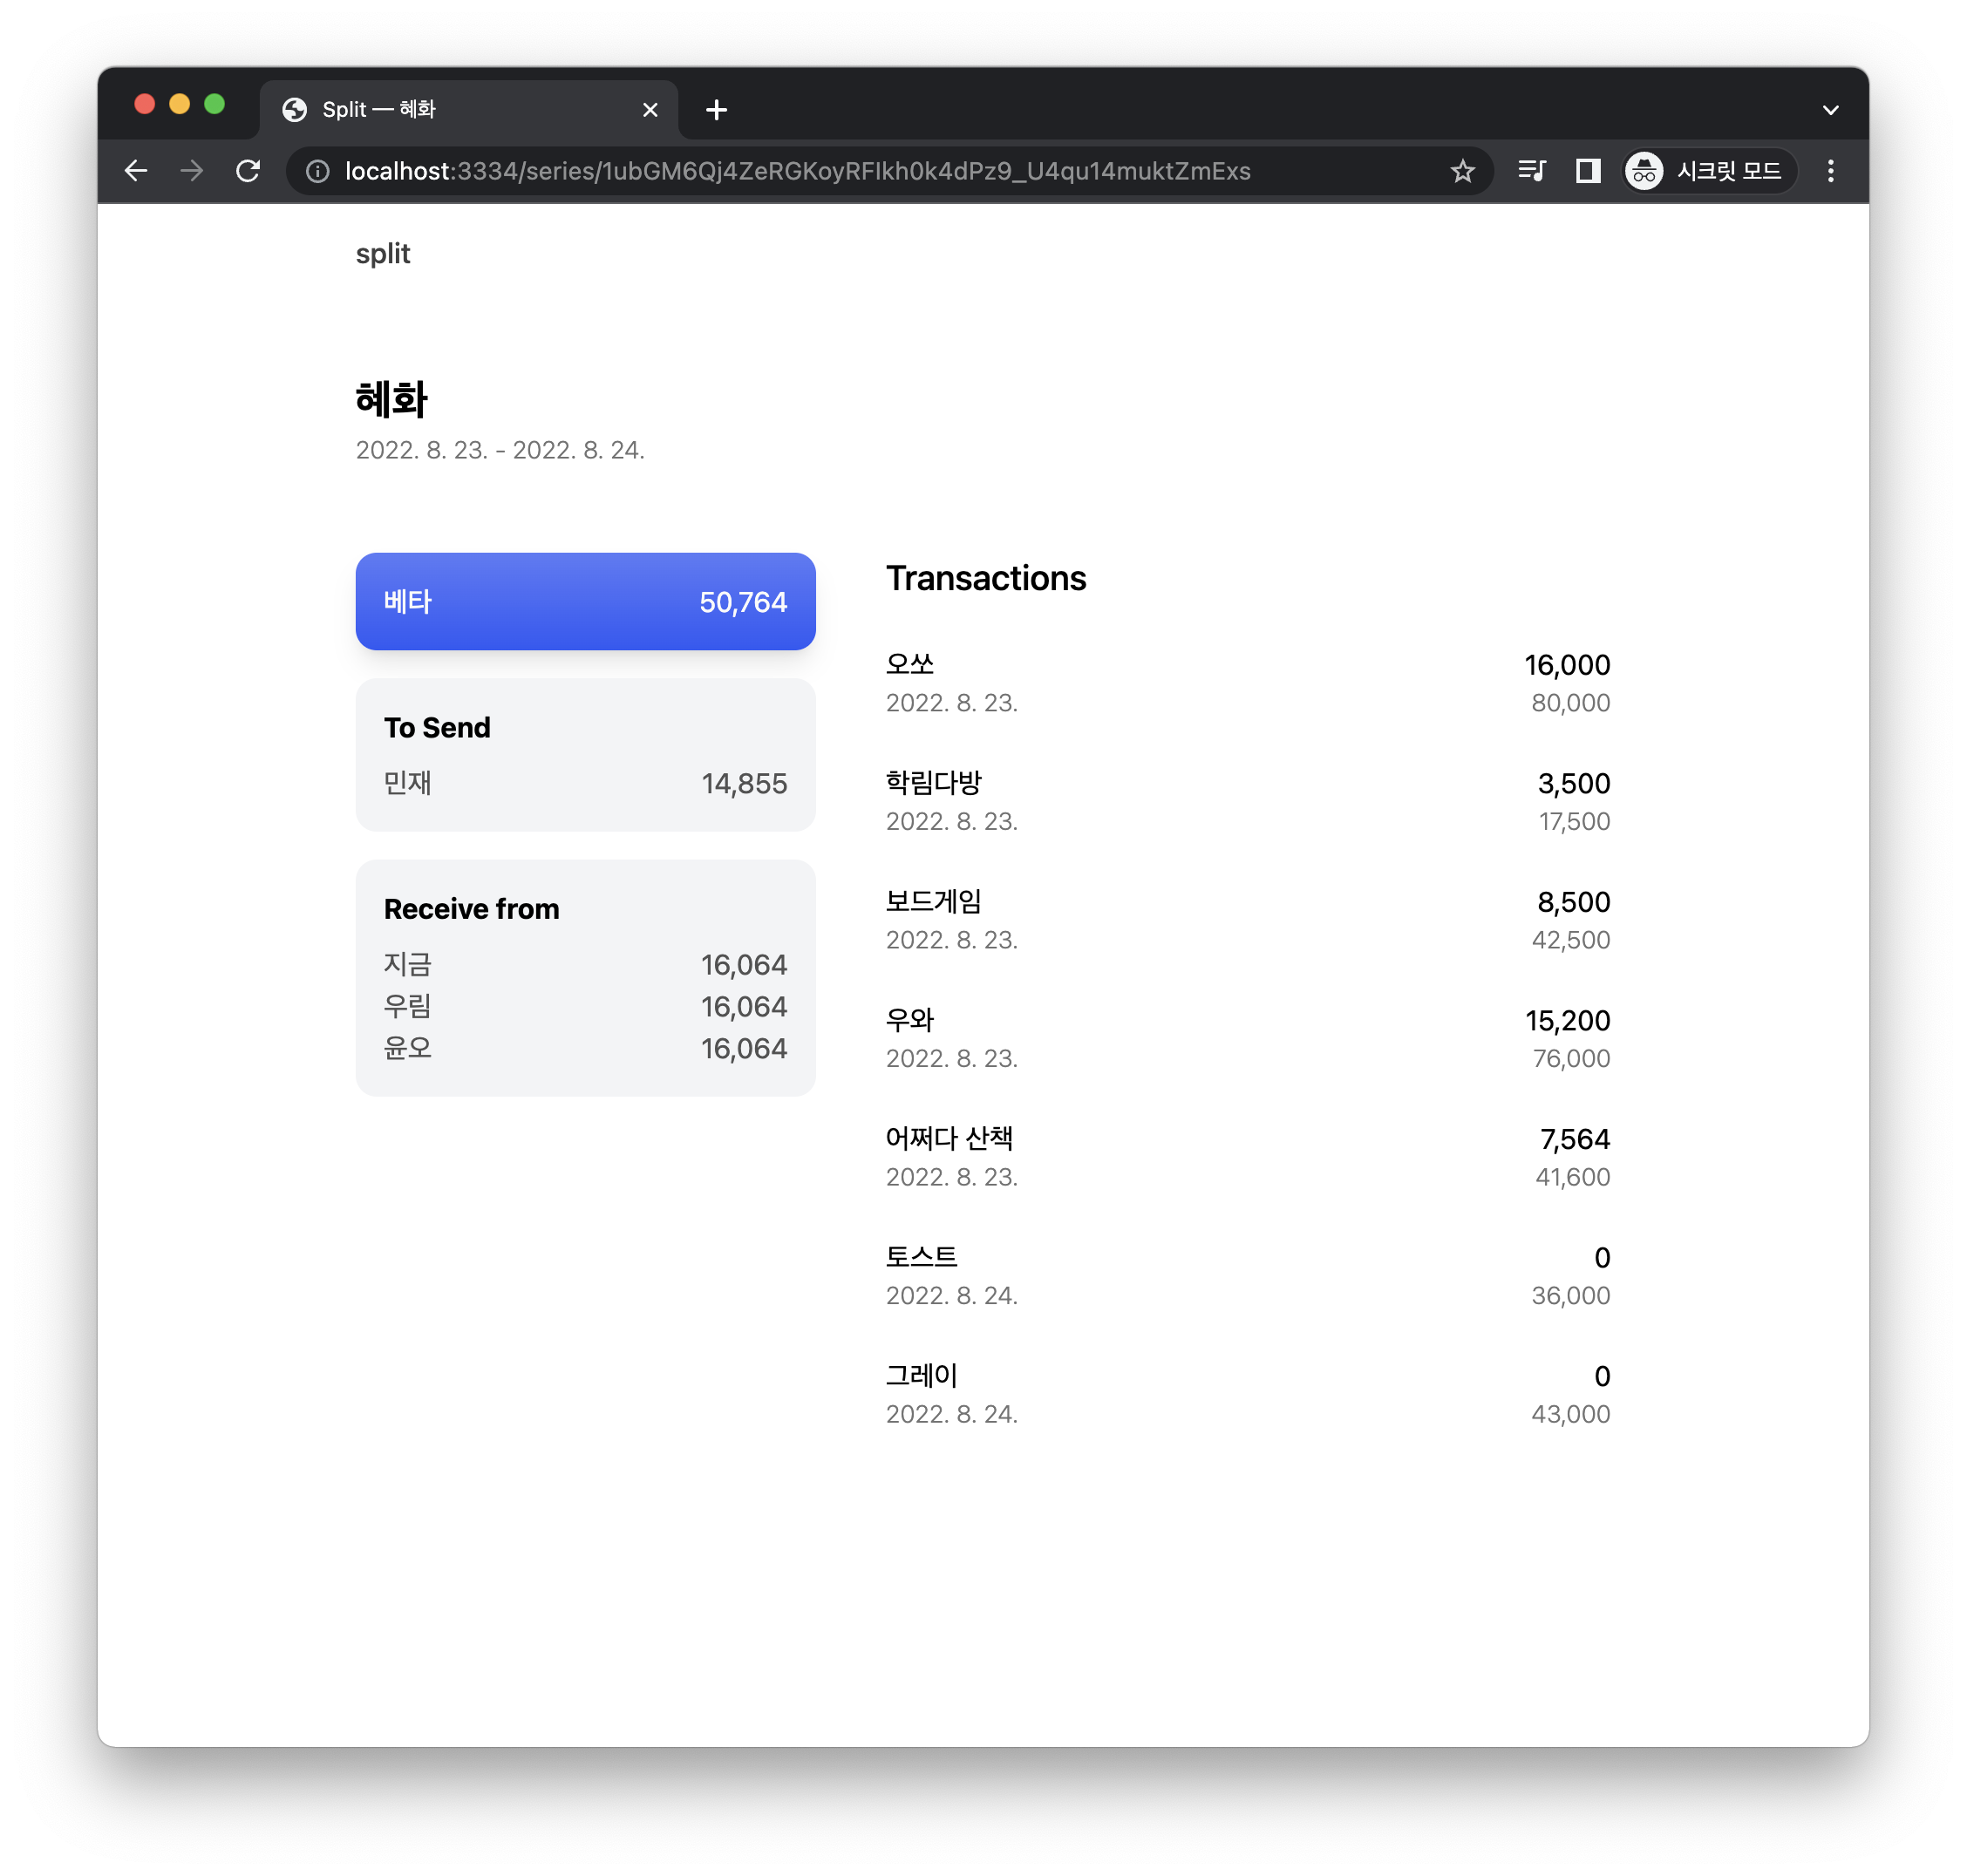 Split — 혜화
localhost:3334/series/1ubGM6Qj4ZeRGKoyRFIkh0k4dPz9_U4qu14muktZmExs
시크릿 모드
split
혜화
2022. 8. 23. - 2022. 8. 24.
베타 50,764
To Send
민재 14,855
Receive from
지금 16,064
우림 16,064
윤오 16,064
Transactions
오쏘 16,000
2022. 8. 23. 80,000
학림다방 3,500
2022. 8. 23. 17,500
보드게임 8,500
2022. 8. 23. 42,500
우와 15,200
2022. 8. 23. 76,000
어쩌다 산책 7,564
2022. 8. 23. 41,600
토스트 0
2022. 8. 24. 36,000
그레이 0
2022. 8. 24. 43,000